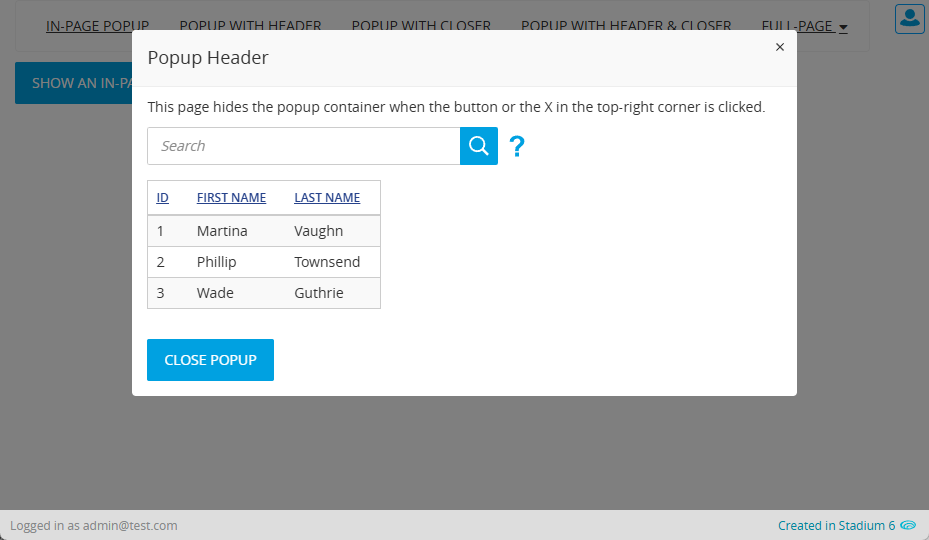 IN-PAGE POPUP POPUP WITH HEADER POPUP WITH CLOSER POPUP WITH HEADER & CLOSER FULL-PAGE
SHOW AN IN-PA
Popup Header ×
This page hides the popup container when the button or the X in the top-right corner is clicked.
Search ?
ID FIRST NAME LAST NAME
1 Martina Vaughn
2 Phillip Townsend
3 Wade Guthrie
CLOSE POPUP
Logged in as admin@test.com Created in Stadium 6